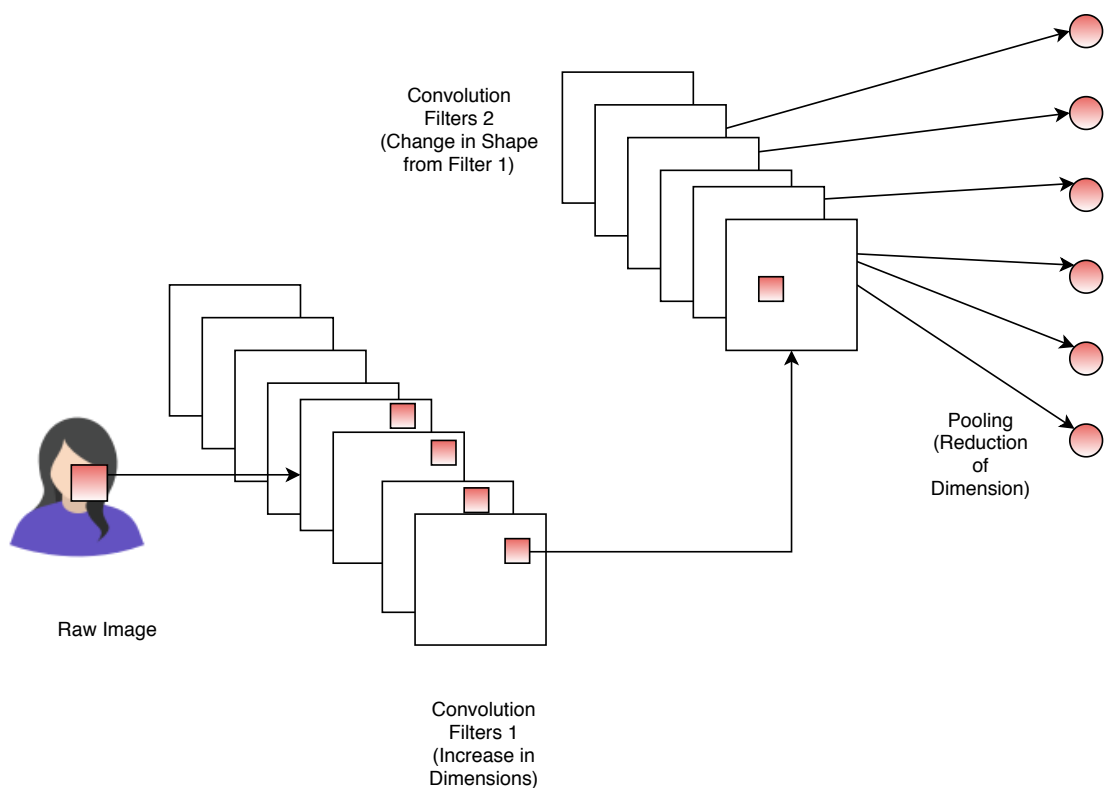 Convolution
Filters 2
(Change in Shape
from Filter 1)
Pooling
(Reduction
of
Dimension)
Raw Image
Convolution
Filters 1
(Increase in
Dimensions)